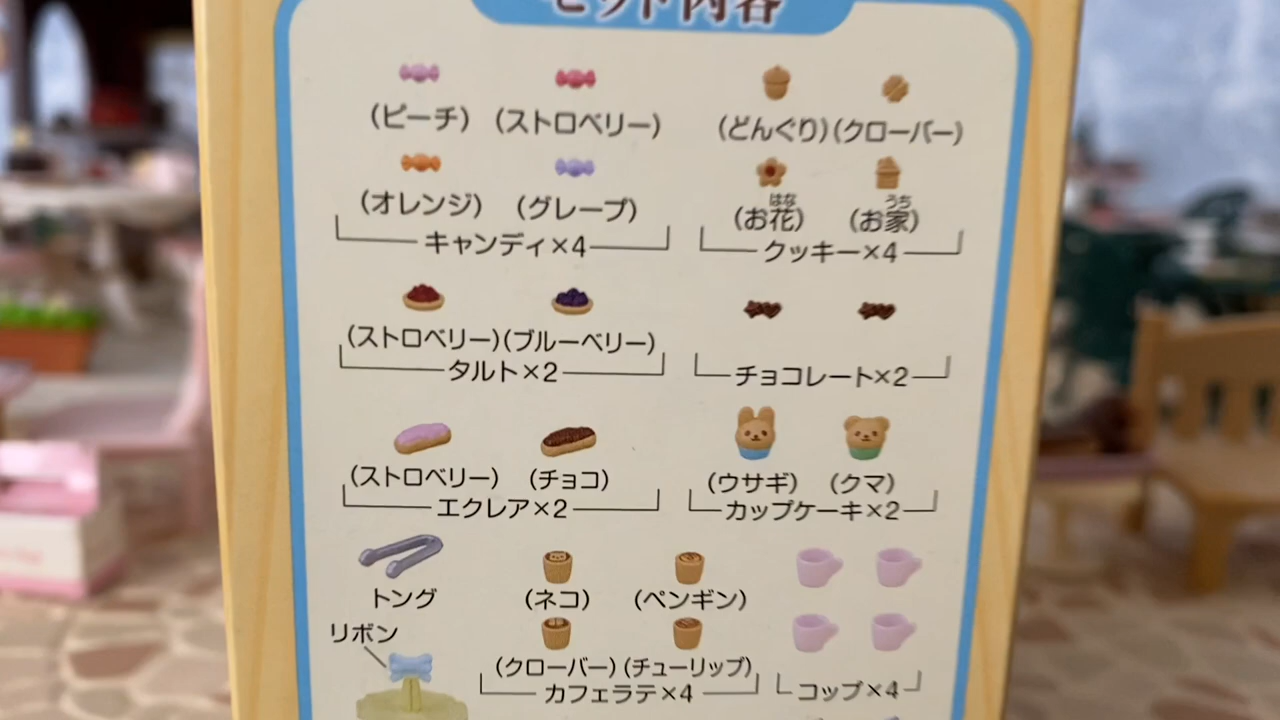 セット内容
(ピーチ) (ストロベリー)
(オレンジ) (グレープ)
キャンディ×4
(どんぐり)(クローバー)
はな うち
(お花) (お家)
クッキー×4
(ストロベリー)(ブルーベリー)
タルト×2
チョコレート×2
(ストロベリー) (チョコ)
エクレア×2
(ウサギ) (クマ)
カップケーキ×2
トング
リボン
(ネコ) (ペンギン)
(クローバー)(チューリップ)
カフェラテ×4
コップ×4